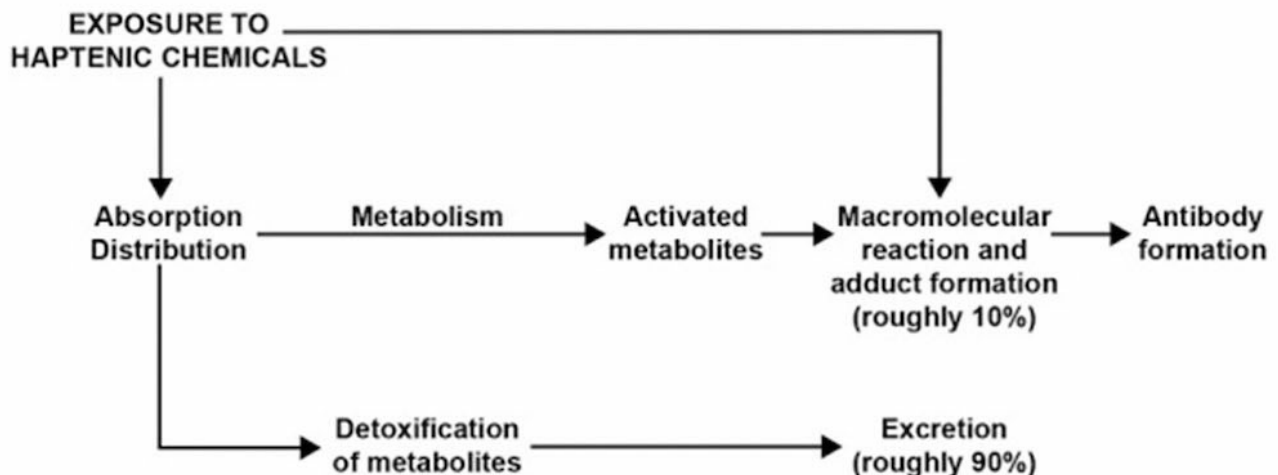 EXPOSURE TO
HAPTENIC CHEMICALS
Absorption
Distribution
Metabolism
Activated
metabolites
Macromolecular
reaction and
adduct formation
(roughly 10%)
Antibody
formation
Detoxification
of metabolites
Excretion
(roughly 90%)